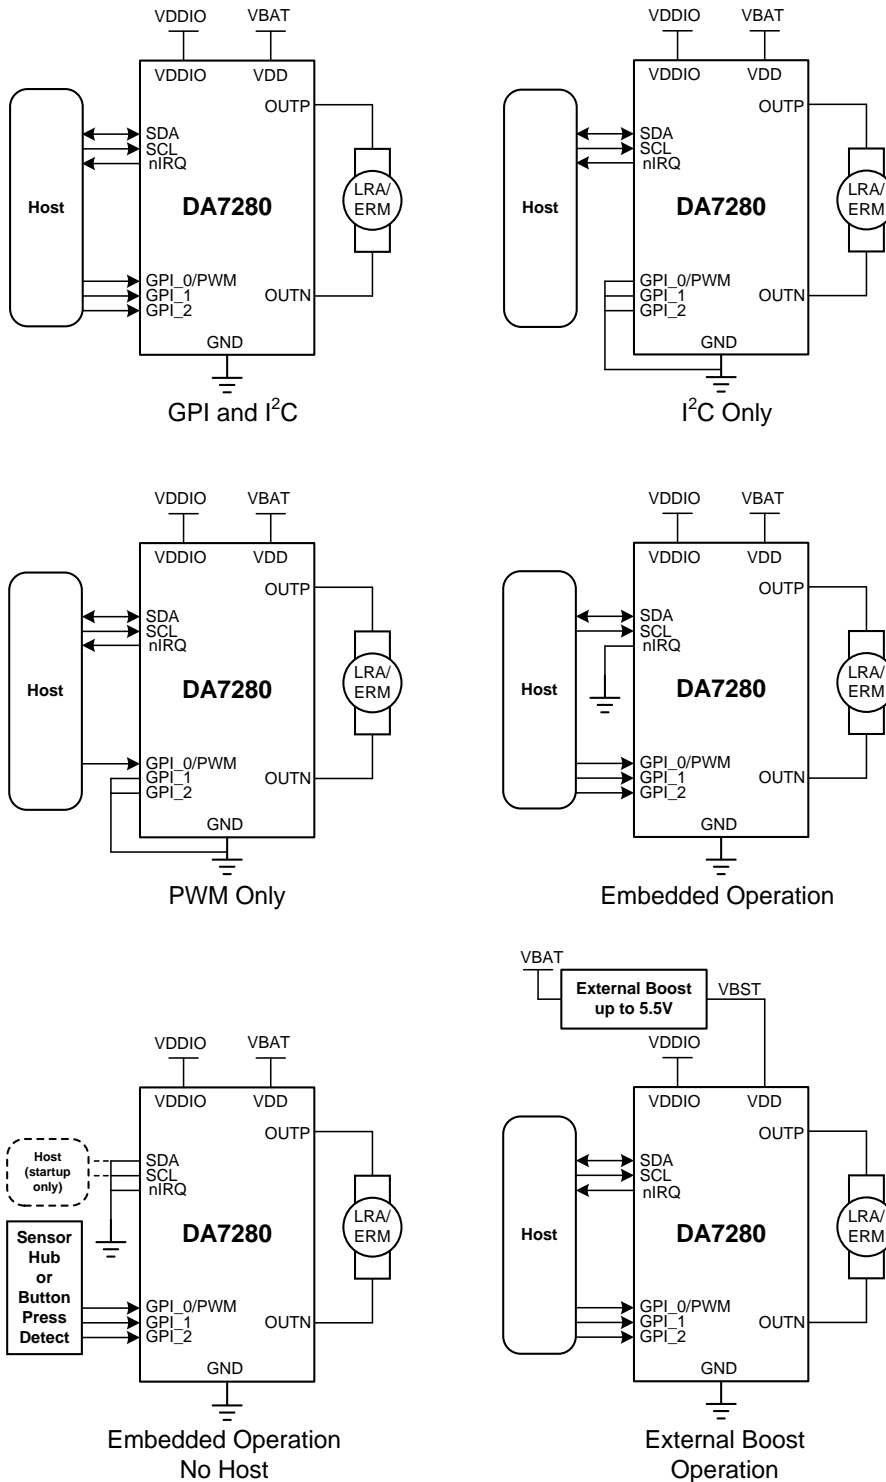 VDDIO
VBAT
VDDIO
VDD
OUTP
SDA
SCL
nIRQ
Host
DA7280
LRA/
ERM
GPI_0/PWM
GPI_1
GPI_2
OUTN
GND
GPI and I²C
VDDIO
VBAT
VDDIO
VDD
OUTP
SDA
SCL
nIRQ
Host
DA7280
LRA/
ERM
GPI_0/PWM
GPI_1
GPI_2
OUTN
GND
I²C Only
VDDIO
VBAT
VDDIO
VDD
OUTP
SDA
SCL
nIRQ
Host
DA7280
LRA/
ERM
GPI_0/PWM
GPI_1
GPI_2
OUTN
GND
PWM Only
VDDIO
VBAT
VDDIO
VDD
OUTP
SDA
SCL
nIRQ
Host
DA7280
LRA/
ERM
GPI_0/PWM
GPI_1
GPI_2
OUTN
GND
Embedded Operation
VDDIO
VBAT
VDDIO
VDD
OUTP
Host
(startup
only)
SDA
SCL
nIRQ
DA7280
LRA/
ERM
Sensor
Hub
or
Button
Press
Detect
GPI_0/PWM
GPI_1
GPI_2
OUTN
GND
Embedded Operation
No Host
VBAT
External Boost
up to 5.5V
VBST
VDDIO
VDDIO
VDD
OUTP
SDA
SCL
nIRQ
Host
DA7280
LRA/
ERM
GPI_0/PWM
GPI_1
GPI_2
OUTN
GND
External Boost
Operation